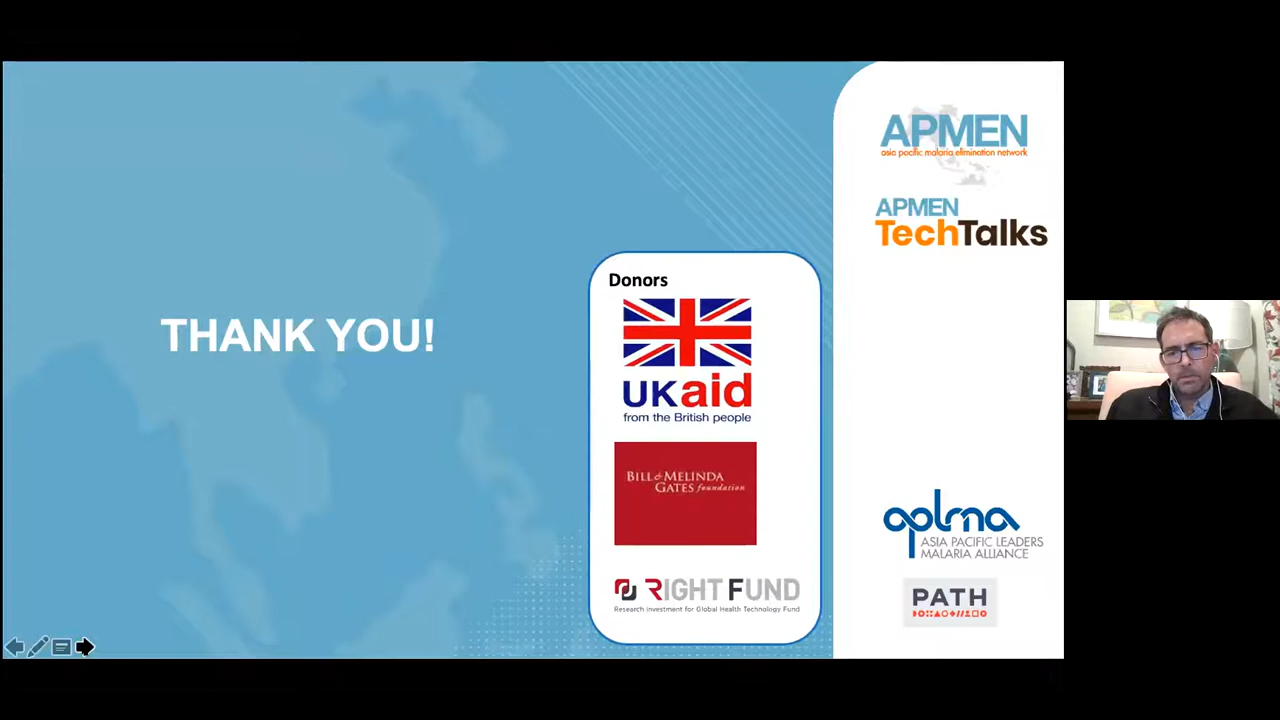 THANK YOU!
Donors
UKaid
from the British people
BILL & MELINDA
GATES foundation
RIGHT FUND
Research Investment for Global Health Technology Fund
APMEN
asia pacific malaria elimination network
APMEN
TechTalks
aplma
ASIA PACIFIC LEADERS
MALARIA ALLIANCE
PATH